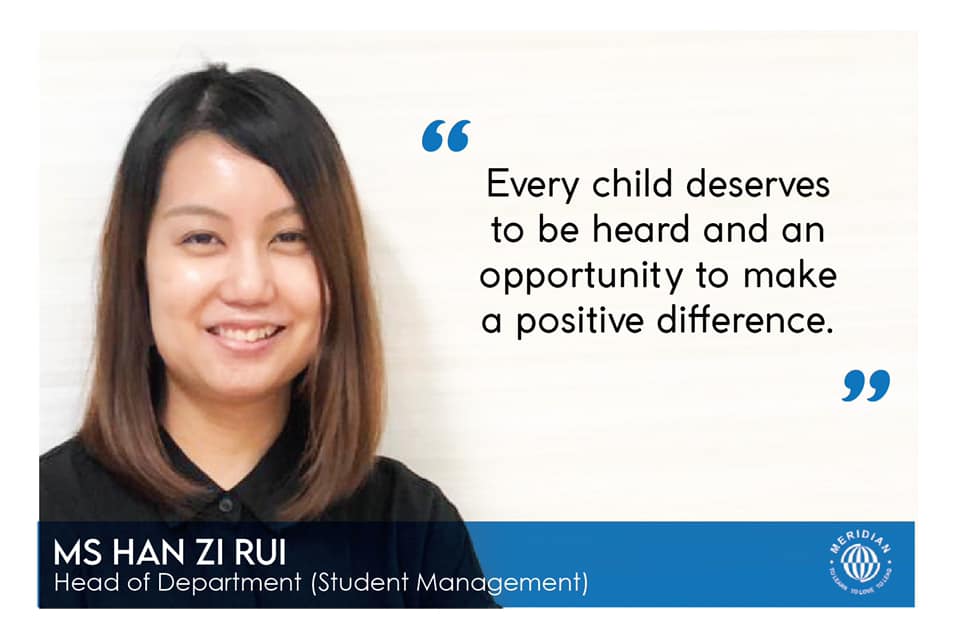 “
Every child deserves
to be heard and an
opportunity to make
a positive difference.
”
MS HAN ZI RUI
Head of Department (Student Management)
MERIDIAN
TO LEARN TO LOVE TO LEAD